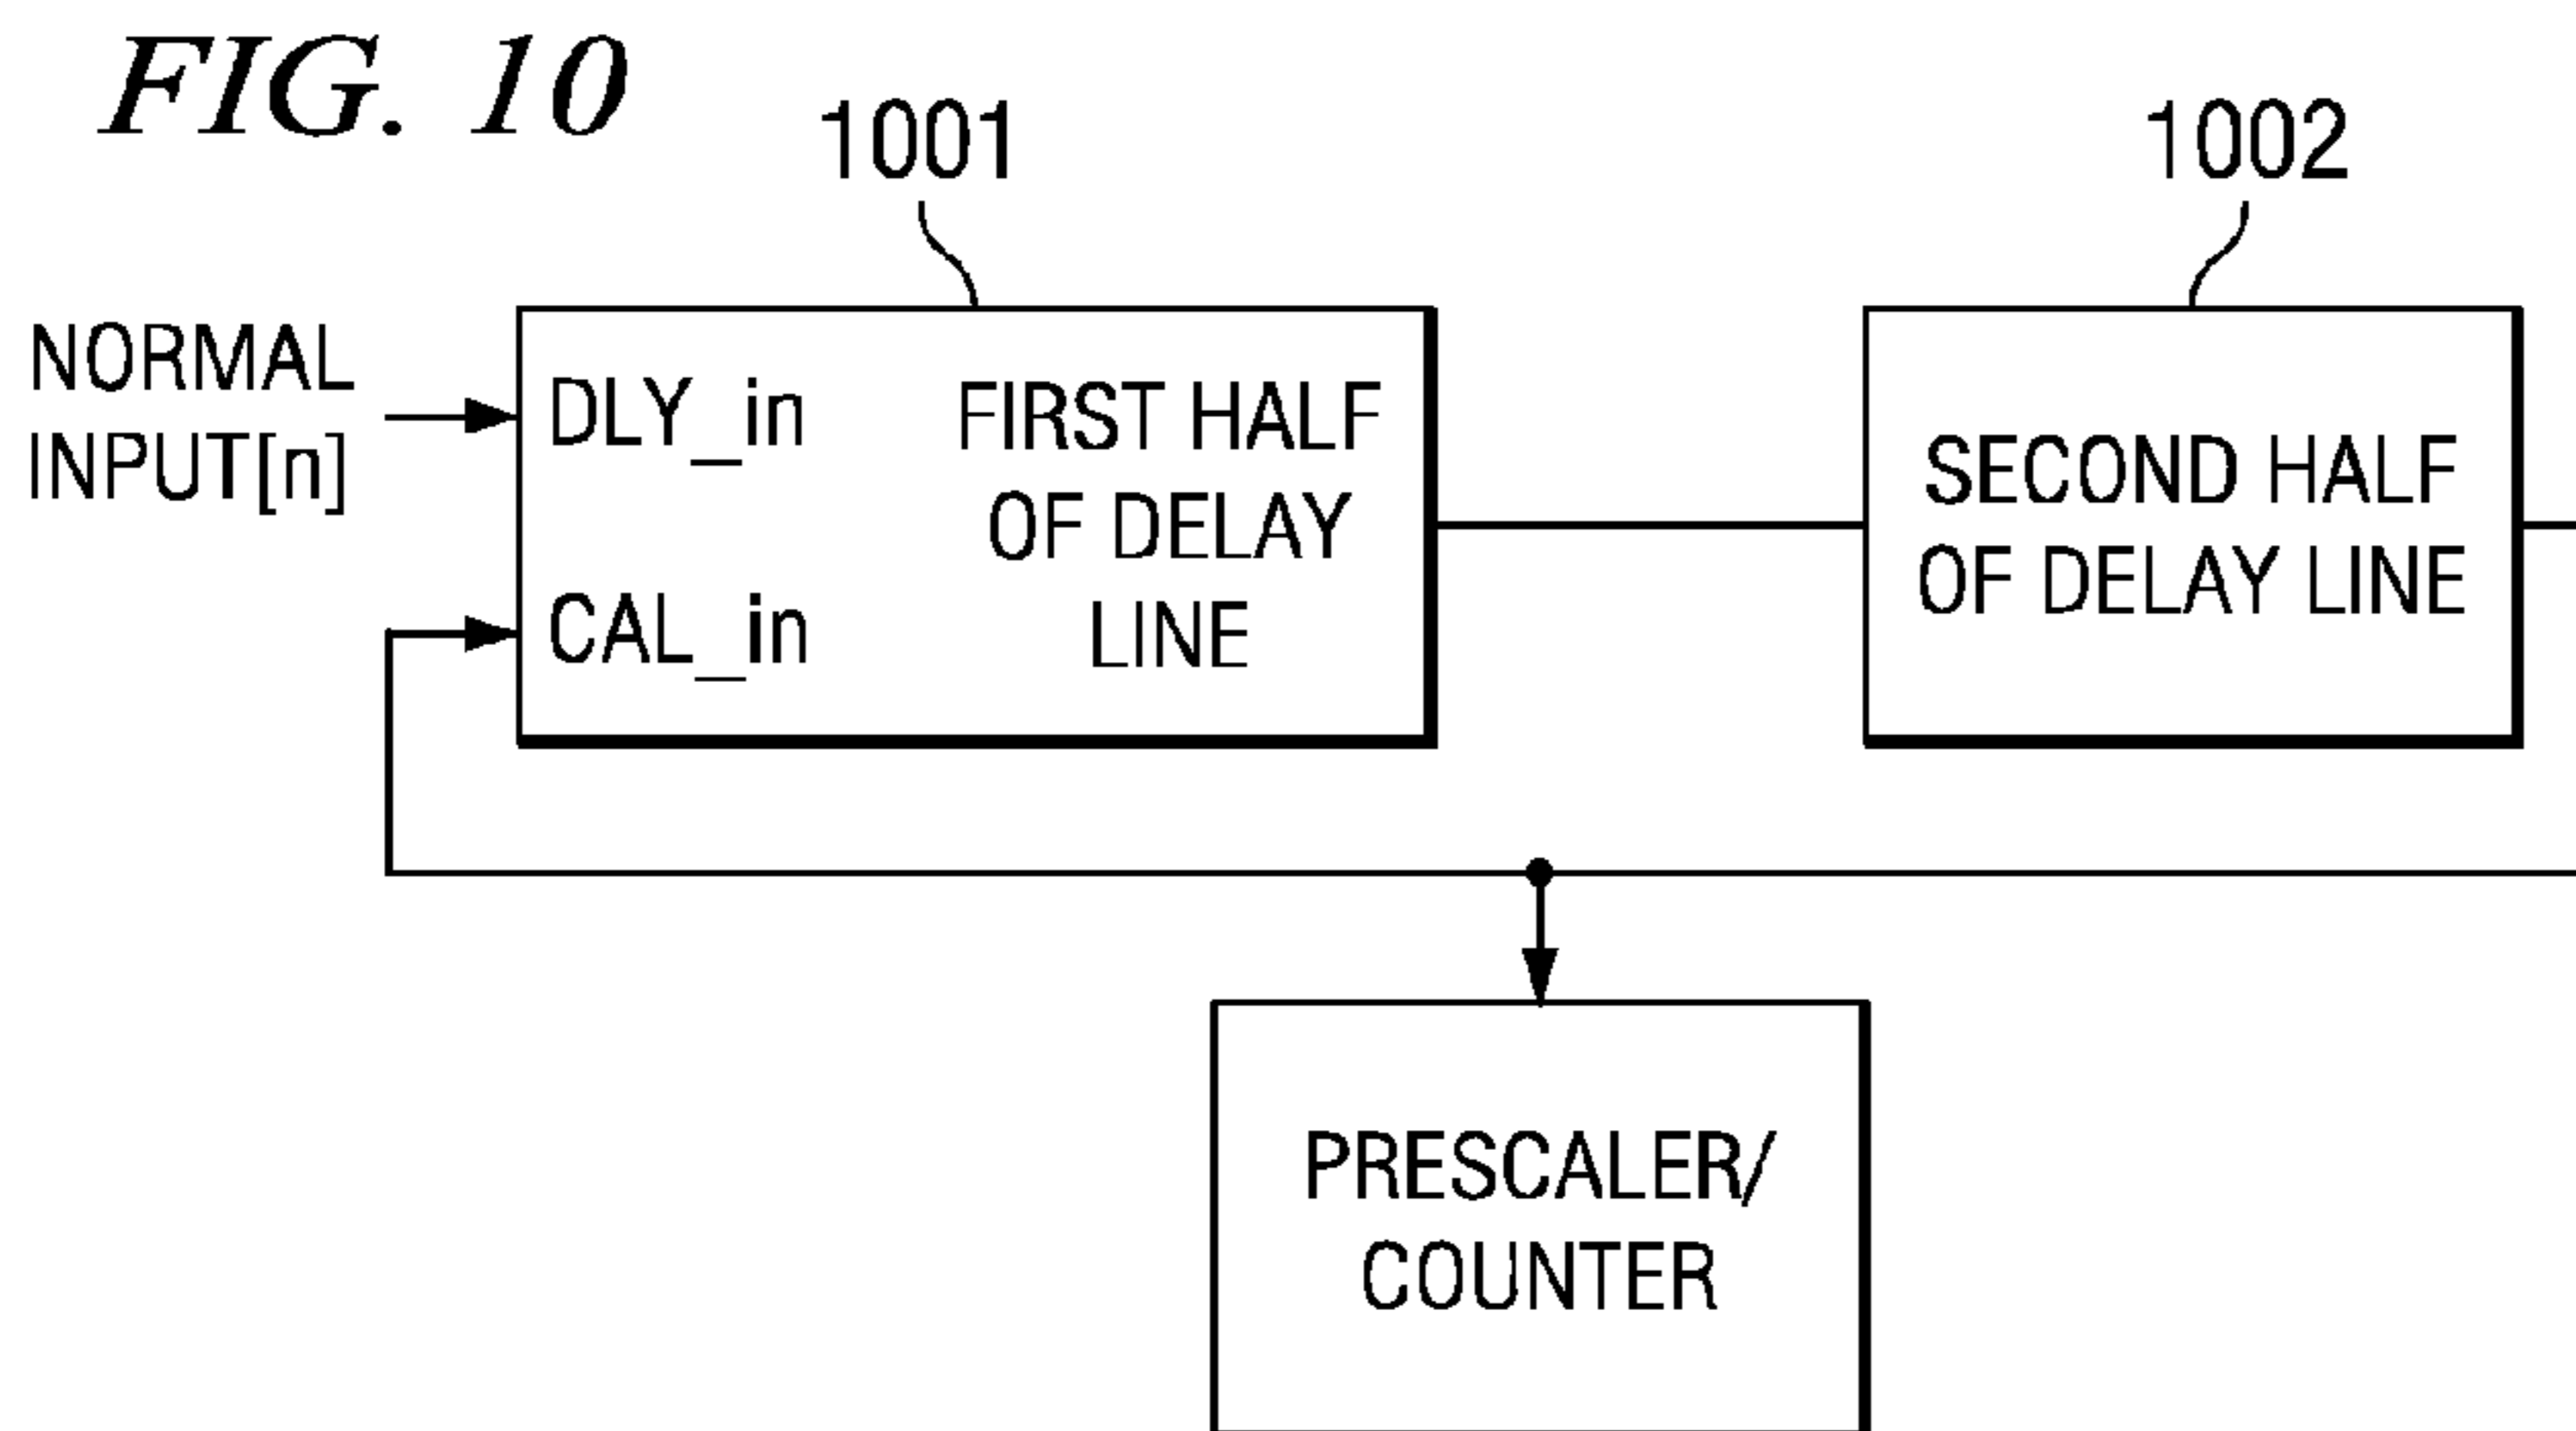 FIG. 10
1001
1002
NORMAL
INPUT[n]
DLY_in
CAL_in
FIRST HALF
OF DELAY
LINE
SECOND HALF
OF DELAY LINE
PRESCALER/
COUNTER